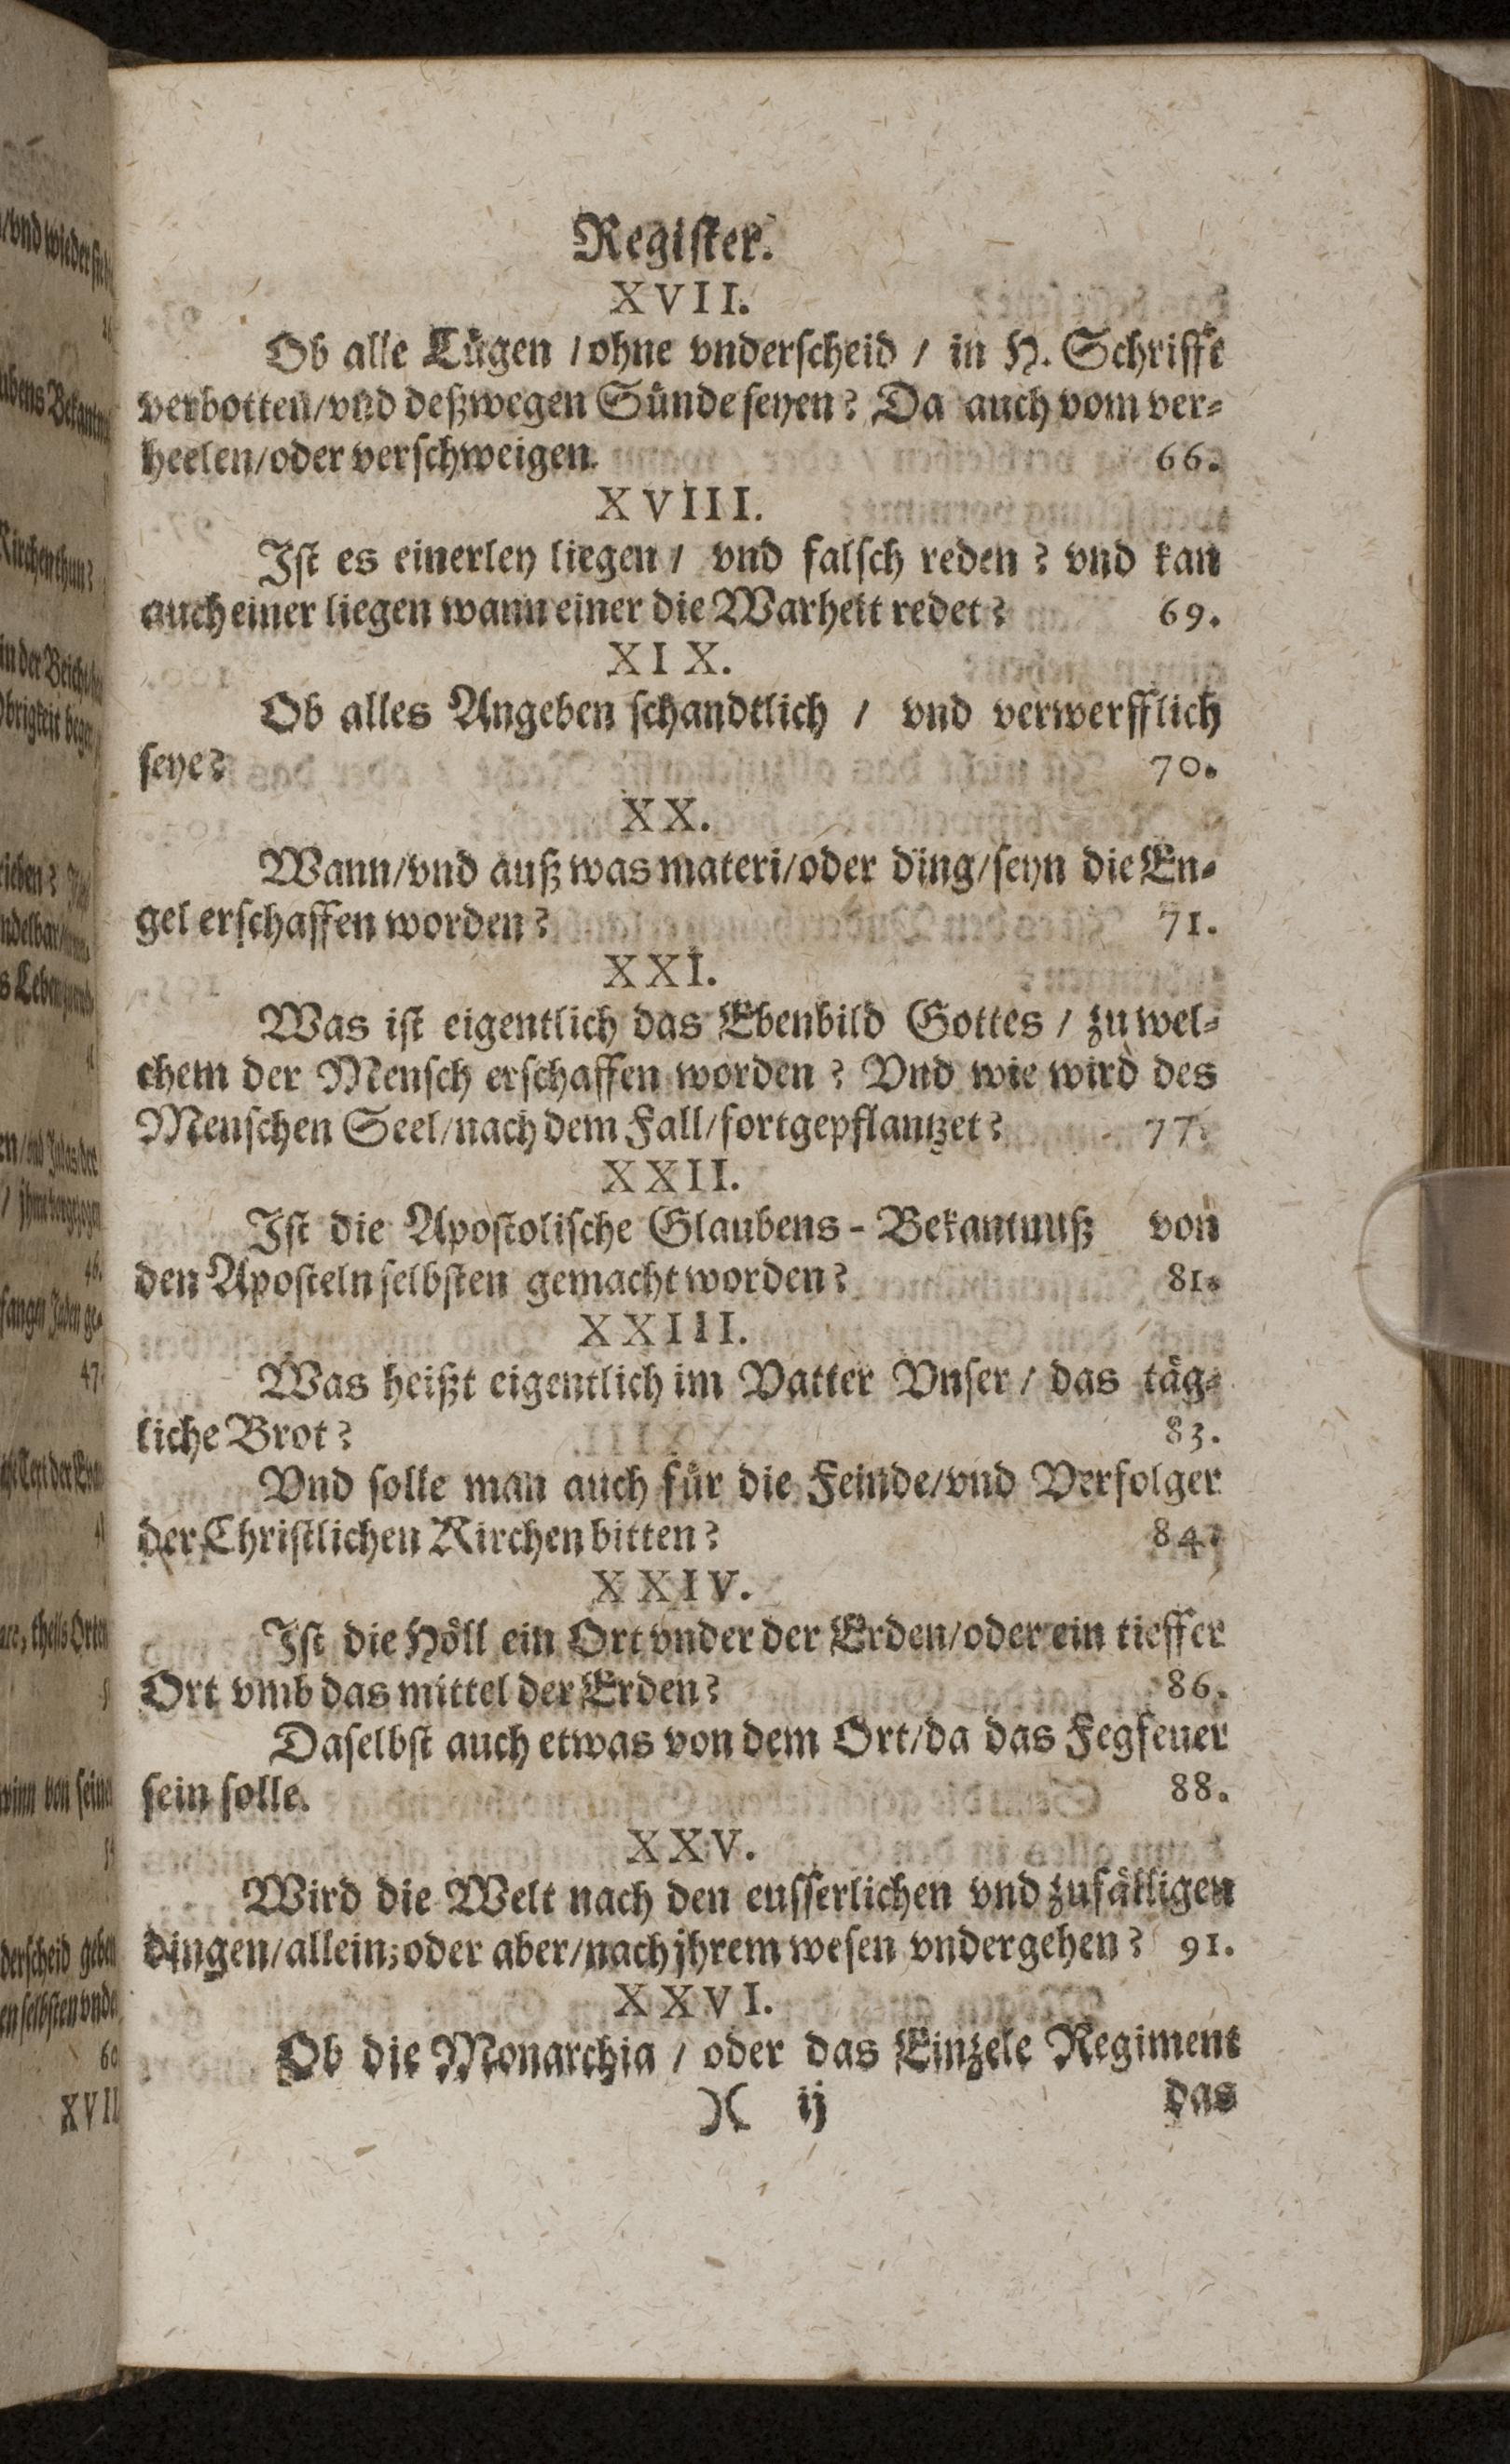 Register.
XVII.
Ob alle Lügen / ohne vnderscheid / in H. Schrifft
verbotten/vnd deßwegen Sünde seyen? Da auch vom ver-
heelen/oder verschweigen. 66.
XVIII.
Ist es einerley liegen / vnd falsch reden? vnd kan
auch einer liegen wann einer die Warheit redet? 69.
XIX.
Ob alles Angeben schandtlich / vnd verwerfflich
seye? 70.
XX.
Wann/vnd auß was materi/oder ding/seyn die En-
gel erschaffen worden? 71.
XXI.
Was ist eigentlich das Ebenbild Gottes / zu wel-
chem der Mensch erschaffen worden? Vnd wie wird des
Menschen Seel/nach dem Fall/fortgepflantzet? 77.
XXII.
Ist die Apostolische Glaubens-Bekantnuß von
den Aposteln selbsten gemacht worden? 81.
XXIII.
Was heißt eigentlich im Vatter Vnser / das täg-
liche Brot? 83.
Vnd solle man auch für die Feinde/vnd Verfolger
der Christlichen Kirchen bitten? 84.
XXIV.
Ist die Höll ein Ort vnder der Erden/oder ein tieffer
Ort vmb das mittel der Erden? 86.
Daselbst auch etwas von dem Ort/da das Fegfeuer
sein solle. 88.
XXV.
Wird die Welt nach den eusserlichen vnd zufälligen
dingen/allein; oder aber/nach jhrem wesen vndergehen? 91.
XXVI.
Ob die Monarchia / oder das Einzele Regiment
)( ij das